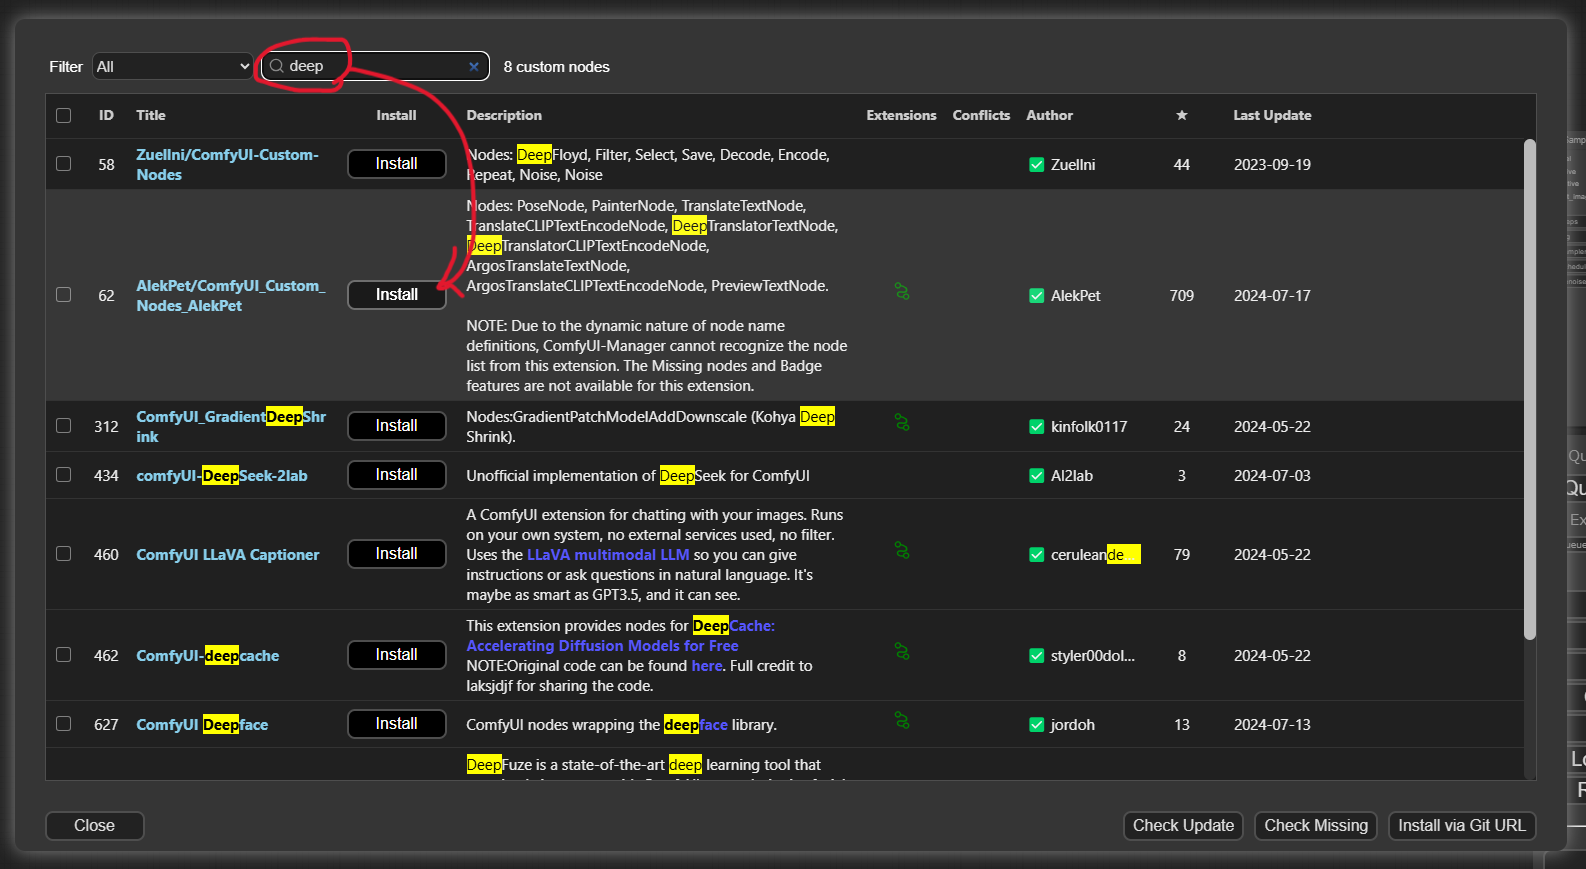 Filter
All
deep
8 custom nodes
ID
Title
Install
Description
Extensions
Conflicts
Author
★
Last Update
58
ZuellNi/ComfyUI-Custom-
Nodes
Install
Nodes: DeepFloyd, Filter, Select, Save, Decode, Encode,
Repeat, Noise, Noise
ZuellNi
44
2023-09-19
62
AlekPet/ComfyUI_Custom_
Nodes_AlekPet
Install
Nodes: PoseNode, PainterNode, TranslateTextNode,
TranslateCLIPTextEncodeNode, DeepTranslatorTextNode,
DeepTranslatorCLIPTextEncodeNode,
ArgosTranslateTextNode,
ArgosTranslateCLIPTextEncodeNode, PreviewTextNode.
NOTE: Due to the dynamic nature of node name
definitions, ComfyUI-Manager cannot recognize the node
list from this extension. The Missing nodes and Badge
features are not available for this extension.
AlekPet
709
2024-07-17
312
ComfyUI_GradientDeepShr
ink
Install
Nodes:GradientPatchModelAddDownscale (Kohya Deep
Shrink).
kinfolk0117
24
2024-05-22
434
comfyUI-DeepSeek-2lab
Install
Unofficial implementation of DeepSeek for ComfyUI
AI2lab
3
2024-07-03
460
ComfyUI LLaVA Captioner
Install
A ComfyUI extension for chatting with your images. Runs
on your own system, no external services used, no filter.
Uses the LLaVA multimodal LLM so you can give
instructions or ask questions in natural language. It's
maybe as smart as GPT3.5, and it can see.
ceruleande
79
2024-05-22
462
ComfyUI-deepcache
Install
This extension provides nodes for DeepCache:
Accelerating Diffusion Models for Free
NOTE:Original code can be found here. Full credit to
laksjdjf for sharing the code.
styler00dol...
8
2024-05-22
627
ComfyUI Deepface
Install
ComfyUI nodes wrapping the deepface library.
jordoh
13
2024-07-13
DeepFuze is a state-of-the-art deep learning tool that
Close
Check Update
Check Missing
Install via Git URL